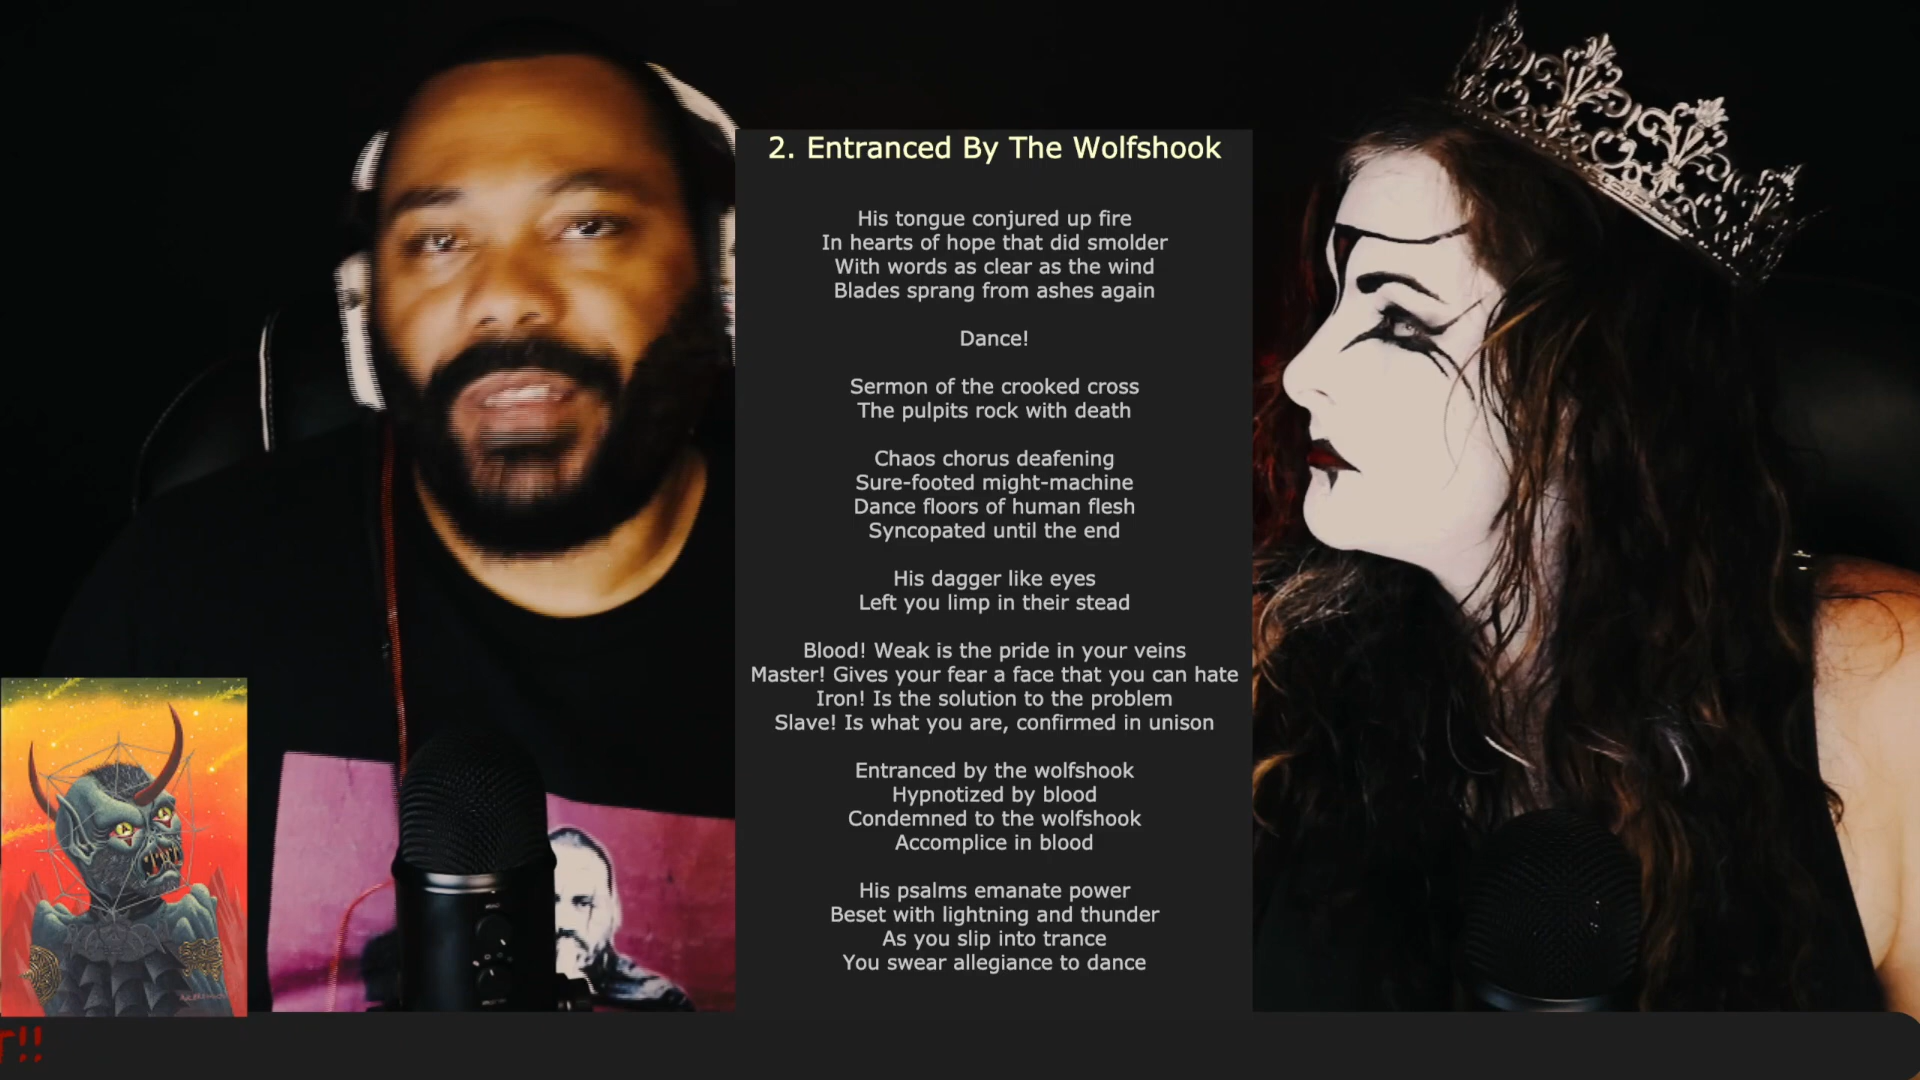 2. Entranced By The Wolfshook
His tongue conjured up fire
In hearts of hope that did smolder
With words as clear as the wind
Blades sprang from ashes again
Dance!
Sermon of the crooked cross
The pulpits rock with death
Chaos chorus deafening
Sure-footed might-machine
Dance floors of human flesh
Syncopated until the end
His dagger like eyes
Left you limp in their stead
Blood! Weak is the pride in your veins
Master! Gives your fear a face that you can hate
Iron! Is the solution to the problem
Slave! Is what you are, confirmed in unison
Entranced by the wolfshook
Hypnotized by blood
Condemned to the wolfshook
Accomplice in blood
His psalms emanate power
Beset with lightning and thunder
As you slip into trance
You swear allegiance to dance